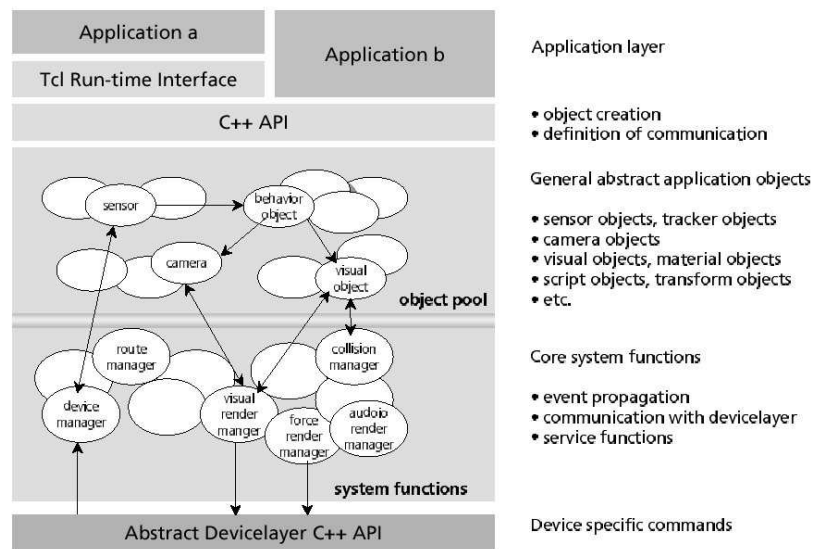 Application a
Application b
Tcl Run-time Interface
C++ API
Application layer
• object creation
• definition of communication
sensor
behavior
object
camera
visual
object
object pool
General abstract application objects
• sensor objects, tracker objects
• camera objects
• visual objects, material objects
• script objects, transform objects
• etc.
route
manager
collision
manager
device
manager
visual
render
manger
force
render
manager
audoio
render
manager
system functions
Core system functions
• event propagation
• communication with devicelayer
• service functions
Abstract Devicelayer C++ API
Device specific commands